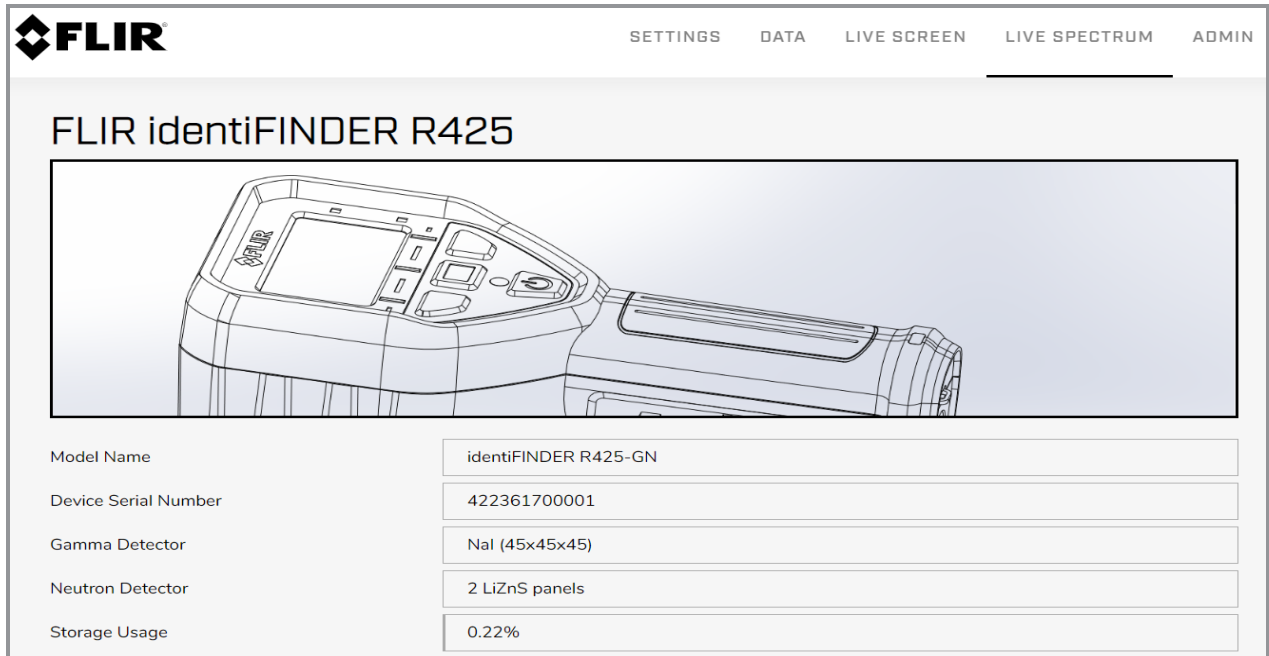 FLIR
SETTINGS DATA LIVE SCREEN LIVE SPECTRUM ADMIN
FLIR identiFINDER R425
FLIR
Model Name identiFINDER R425-GN
Device Serial Number 422361700001
Gamma Detector NaI (45x45x45)
Neutron Detector 2 LiZnS panels
Storage Usage 0.22%